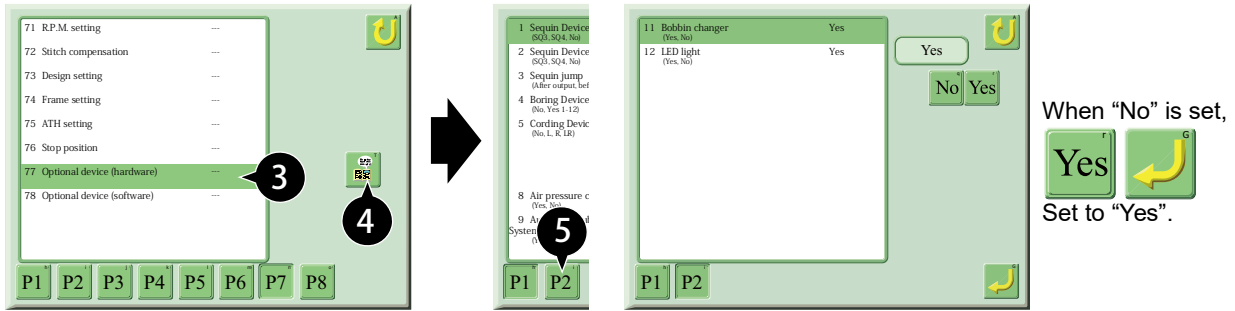 71 R.P.M. setting ---
72 Stitch compensation ---
73 Design setting ---
74 Frame setting ---
75 ATH setting ---
76 Stop position ---
77 Optional device (hardware) ---
78 Optional device (software) ---
3
4
P1 P2 P3 P4 P5 P6 P7 P8
1 Sequin Device
(SQ3, SQ4, No)
2 Sequin Device
(SQ3, SQ4, No)
3 Sequin jump
(After output,
4 Boring Device
(No, Yes 1-12)
5 Cording
(No, L, R, LR)
8 Air pressure
(Yes, No)
9
5
P1 P2
11 Bobbin changer Yes
(Yes, No)
12 LED light Yes
(Yes, No)
Yes
No Yes
P1 P2
When “No” is set,
Yes
Set to “Yes”.